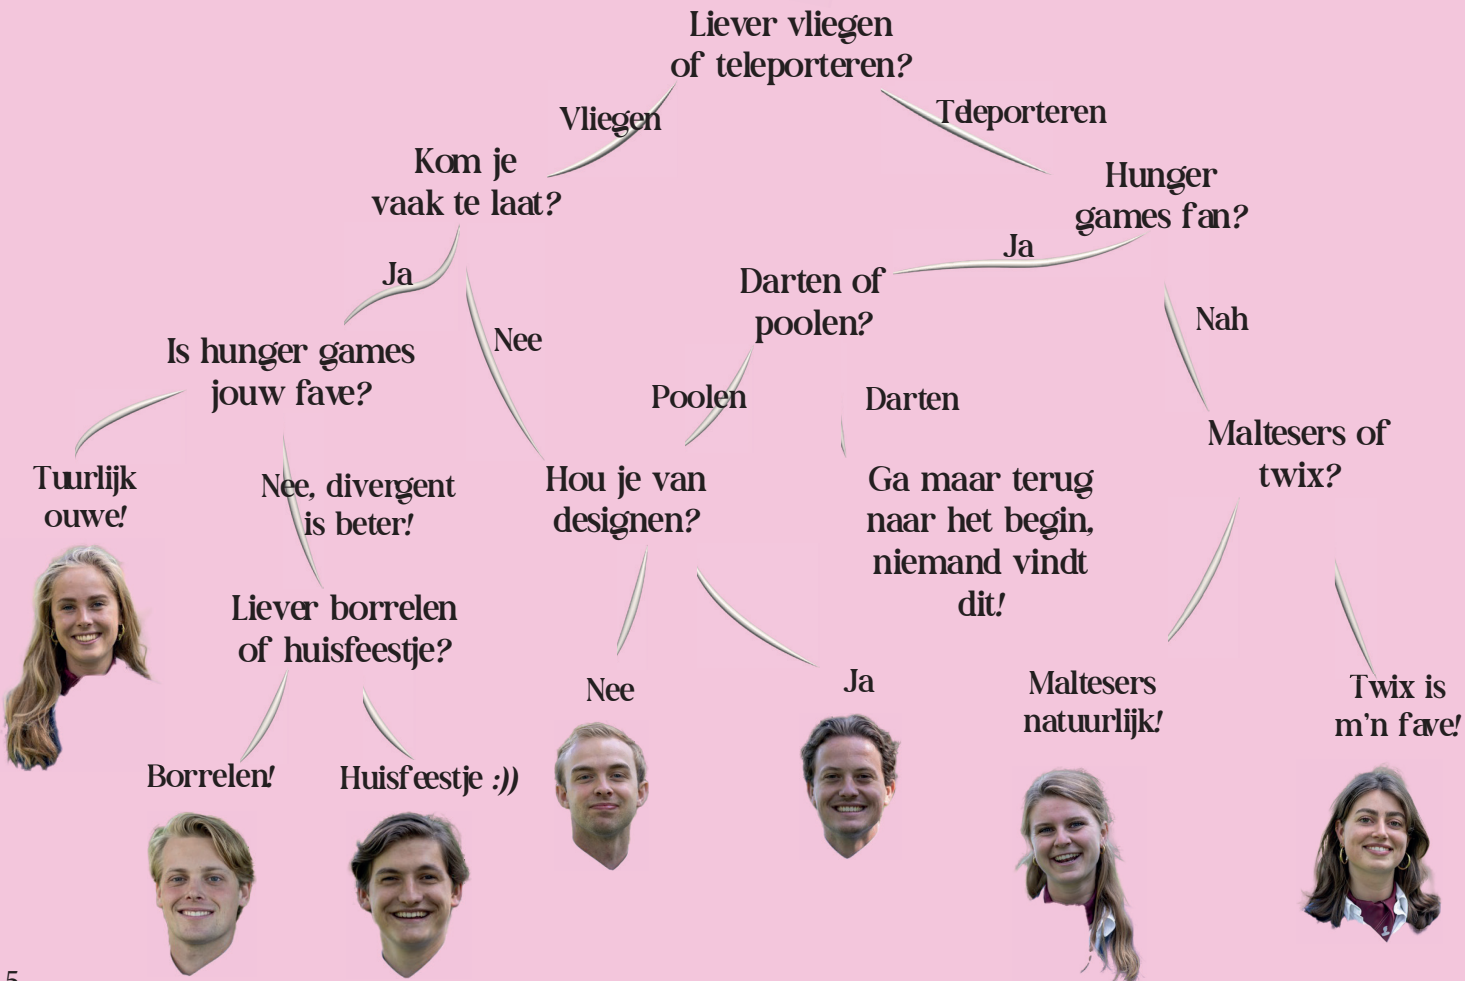 Liever vliegen
of teleporteren?
Vliegen
Teleporteren
Kom je
vaak te laat?
Hunger
games fan?
Ja
Ja
Darten of
poolen?
Nee
Nah
Is hunger games
jouw fave?
Poolen
Darten
Maltesers of
twix?
Tuurlijk
ouwe!
Nee, divergent
is beter!
Hou je van
designen?
Ga maar terug
naar het begin,
niemand vindt
dit!
Liever borrelen
of huisfeestje?
Nee
Ja
Maltesers
natuurlijk!
Twix is
m'n fave!
Borrelen!
Huisfeestje :))
5